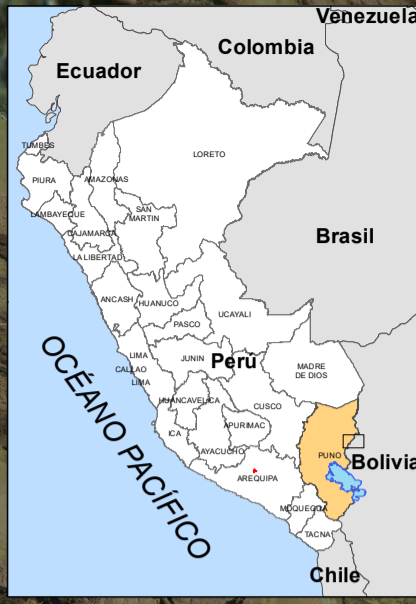 Venezuela
Colombia
Ecuador
TUMBES
LORETO
PIURA
AMAZONAS
LAMBAYEQUE
SAN
MARTIN
CAJAMARCA
Brasil
LA LIBERTAD
ANCASH
HUANUCO
UCAYALI
PASCO
LIMA
CALLAO
LIMA
JUNIN
Perú
MADRE
DE DIOS
HUANCAVELICA
CUSCO
ICA
APURIMAC
AYACUCHO
PUNO
Bolivia
AREQUIPA
OCÉANO PACÍFICO
MOQUEGUA
TACNA
Chile